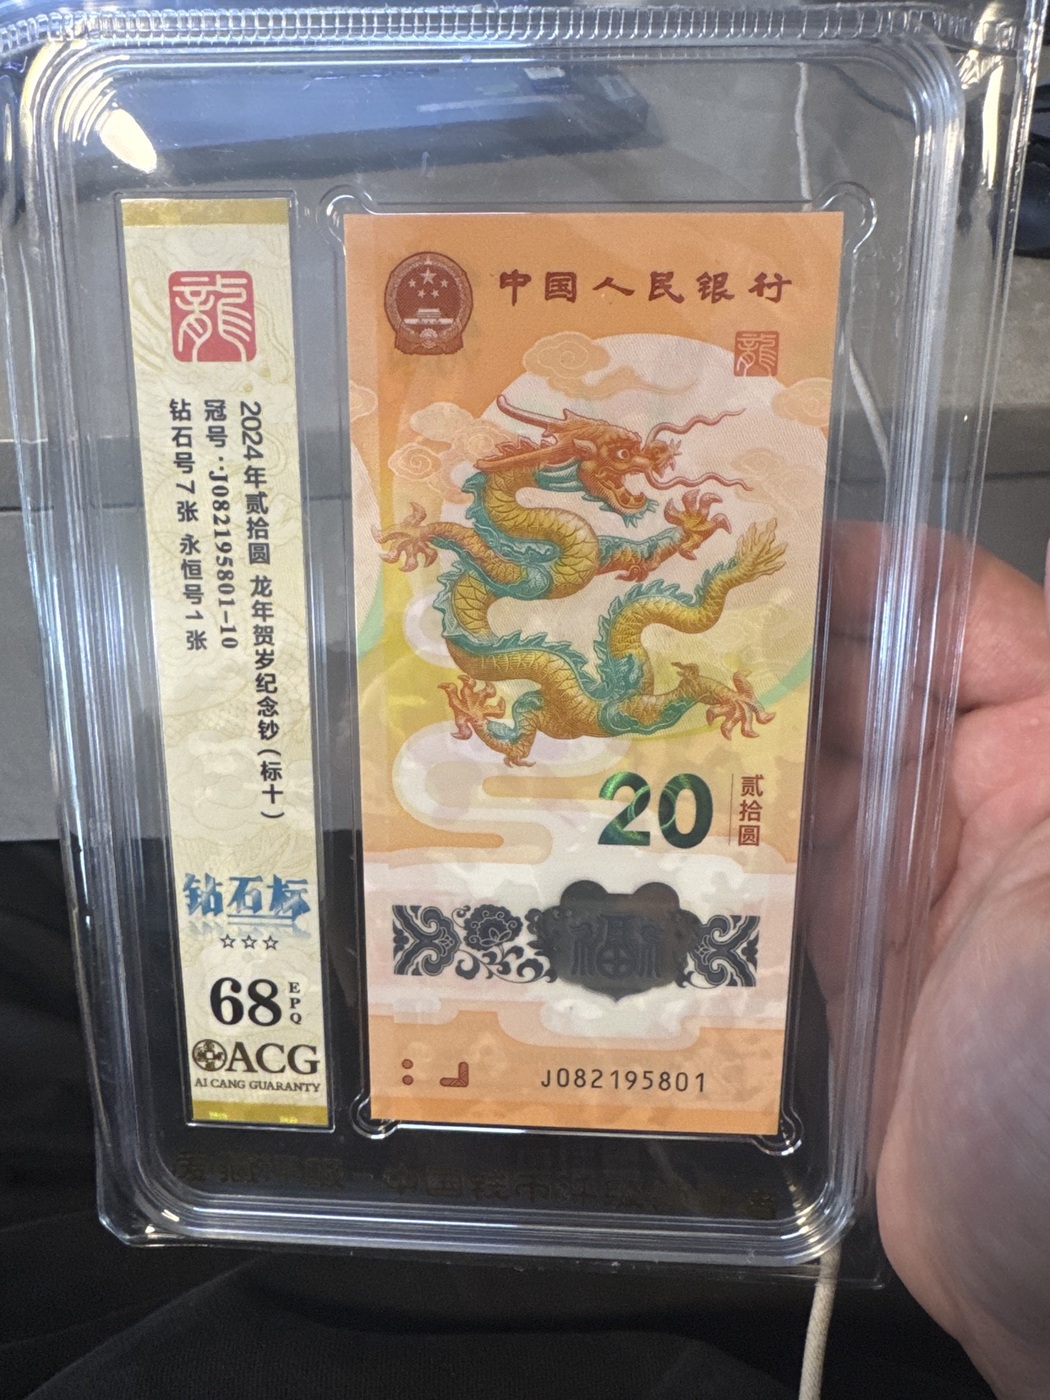 龍
2024年贰拾圆 龙年贺岁纪念钞(标十)
冠号:J082195801-10
钻石号7张 永恒号1张
钻石标
☆☆☆
68
EPQ
ACG
AI CANG GUARANTY
中国人民银行
龍
20
贰拾圆
福
J082195801